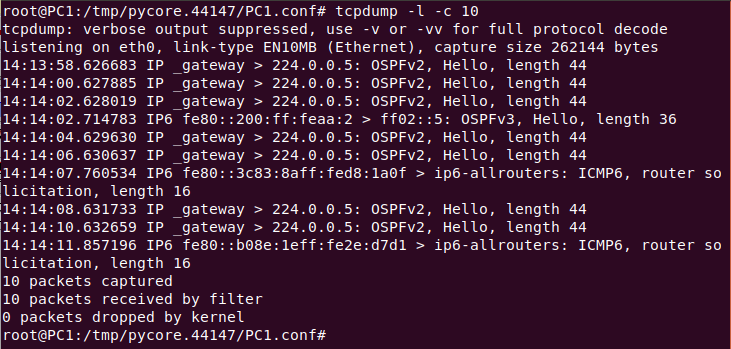 root@PC1:/tmp/pycore.44147/PC1.conf# tcpdump -l -c 10
tcpdump: verbose output suppressed, use -v or -vv for full protocol decode
listening on eth0, link-type EN10MB (Ethernet), capture size 262144 bytes
14:13:58.626683 IP _gateway > 224.0.0.5: OSPFv2, Hello, length 44
14:14:00.627885 IP _gateway > 224.0.0.5: OSPFv2, Hello, length 44
14:14:02.628019 IP _gateway > 224.0.0.5: OSPFv2, Hello, length 44
14:14:02.714783 IP6 fe80::200:ff:feaa:2 > ff02::5: OSPFv3, Hello, length 36
14:14:04.629630 IP _gateway > 224.0.0.5: OSPFv2, Hello, length 44
14:14:06.630637 IP _gateway > 224.0.0.5: OSPFv2, Hello, length 44
14:14:07.760534 IP6 fe80::3c83:8aff:fed8:1a0f > ip6-allrouters: ICMP6, router so
licitation, length 16
14:14:08.631733 IP _gateway > 224.0.0.5: OSPFv2, Hello, length 44
14:14:10.632659 IP _gateway > 224.0.0.5: OSPFv2, Hello, length 44
14:14:11.857196 IP6 fe80::b08e:1eff:fe2e:d7d1 > ip6-allrouters: ICMP6, router so
licitation, length 16
10 packets captured
10 packets received by filter
0 packets dropped by kernel
root@PC1:/tmp/pycore.44147/PC1.conf#